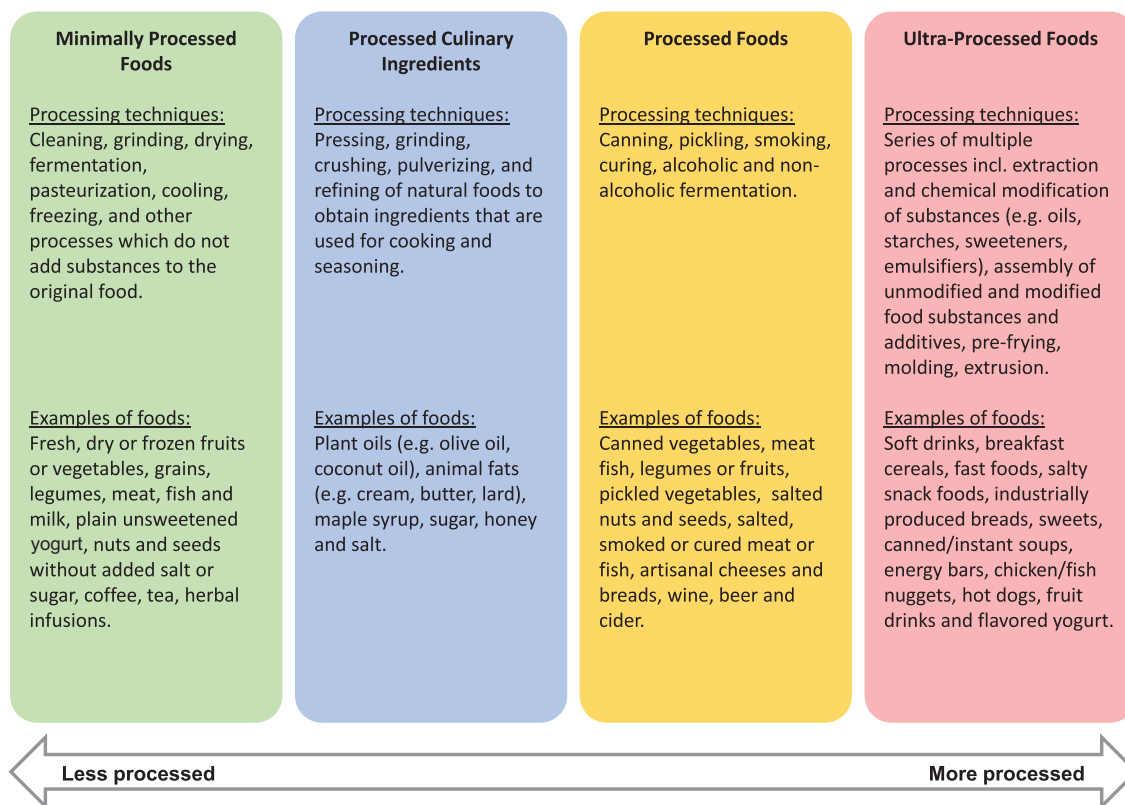 Minimally Processed
Foods
Processing techniques:
Cleaning, grinding, drying,
fermentation,
pasteurization, cooling,
freezing, and other
processes which do not
add substances to the
original food.
Examples of foods:
Fresh, dry or frozen fruits
or vegetables, grains,
legumes, meat, fish and
milk, plain unsweetened
yogurt, nuts and seeds
without added salt or
sugar, coffee, tea, herbal
infusions.
Processed Culinary
Ingredients
Processing techniques:
Pressing, grinding,
crushing, pulverizing, and
refining of natural foods to
obtain ingredients that are
used for cooking and
seasoning.
Examples of foods:
Plant oils (e.g. olive oil,
coconut oil), animal fats
(e.g. cream, butter, lard),
maple syrup, sugar, honey
and salt.
Processed Foods
Processing techniques:
Canning, pickling, smoking,
curing, alcoholic and non-
alcoholic fermentation.
Examples of foods:
Canned vegetables, meat
fish, legumes or fruits,
pickled vegetables, salted
nuts and seeds, salted,
smoked or cured meat or
fish, artisanal cheeses and
breads, wine, beer and
cider.
Ultra-Processed Foods
Processing techniques:
Series of multiple
processes incl. extraction
and chemical modification
of substances (e.g. oils,
starches, sweeteners,
emulsifiers), assembly of
unmodified and modified
food substances and
additives, pre-frying,
molding, extrusion.
Examples of foods:
Soft drinks, breakfast
cereals, fast foods, salty
snack foods, industrially
produced breads, sweets,
canned/instant soups,
energy bars, chicken/fish
nuggets, hot dogs, fruit
drinks and flavored yogurt.
Less processed
More processed